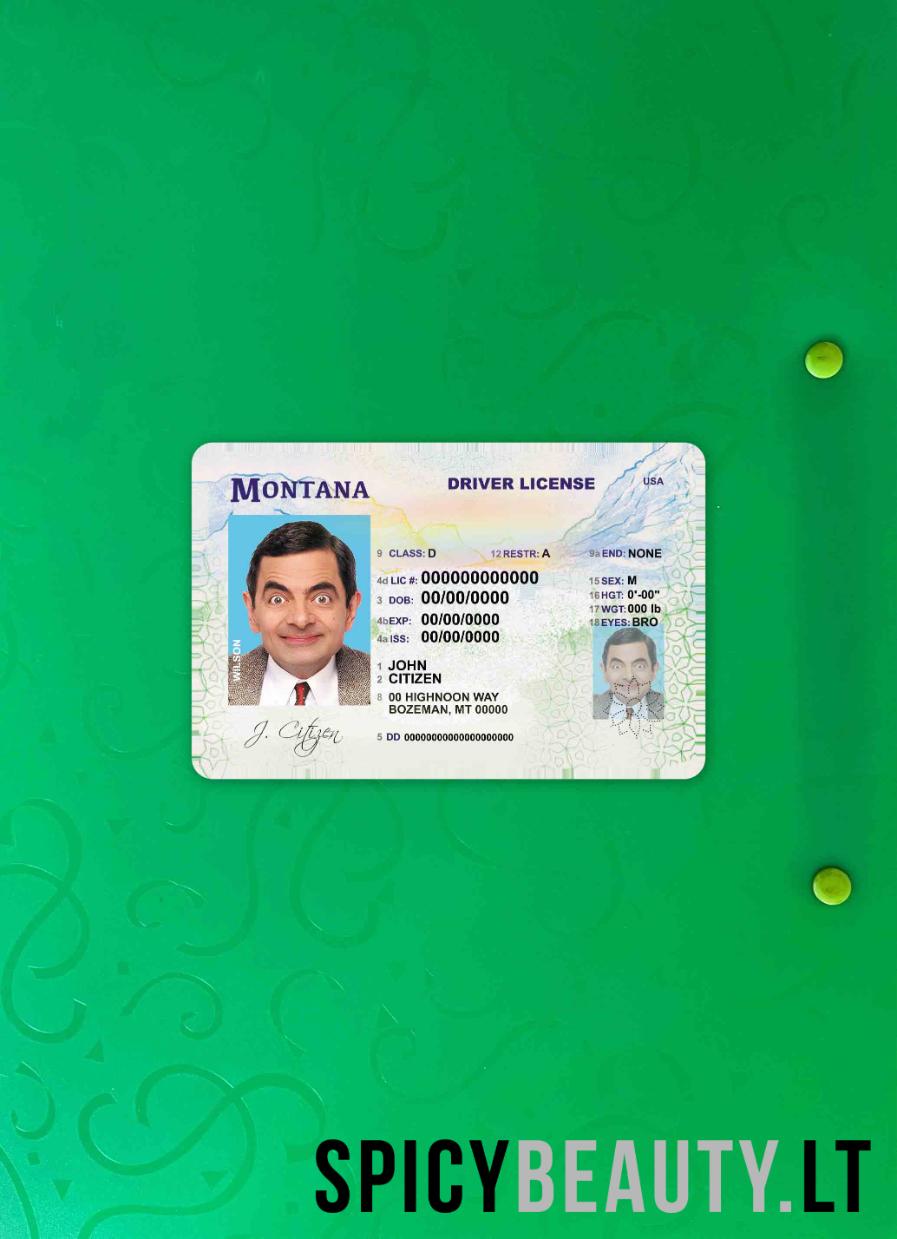 MONTANA DRIVER LICENSE USA
9 CLASS: D 12 RESTR: A 9a END: NONE
4d LIC #: 000000000000 15 SEX: M
16 HGT: 0'-00"
3 DOB: 00/00/0000
17 WGT: 000 lb
4b EXP: 00/00/0000 18 EYES: BRO
4a ISS: 00/00/0000
WILSON
1 JOHN
2 CITIZEN
8 00 HIGHNOON WAY
BOZEMAN, MT 00000
J. Citizen
5 DD 00000000000000000000
SPICYBEAUTY.LT